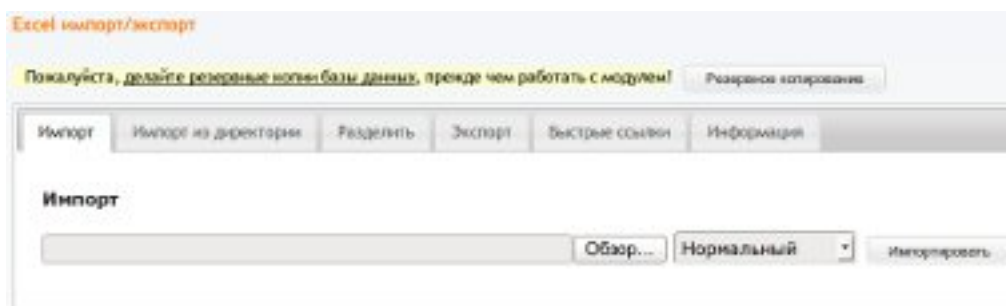 Excel импорт/экспорт
Пожалуйста, делайте резервные копии базы данных, прежде чем работать с модулем! Резервное копирование
Импорт Импорт из директории Разделить Экспорт Быстрые ссылки Информация
Импорт
Обзор... Нормальный Импортировать